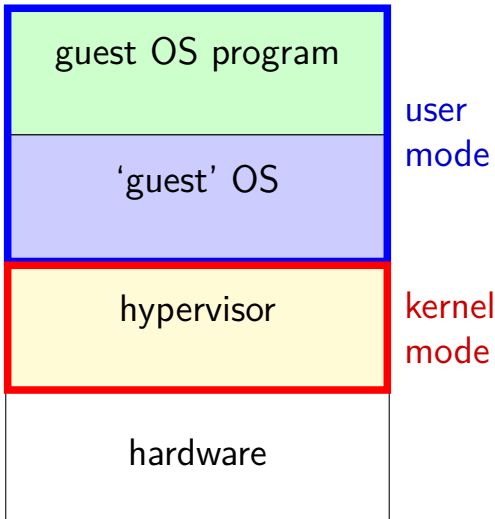 guest OS program
user
mode
‘guest’ OS
hypervisor
kernel
mode
hardware